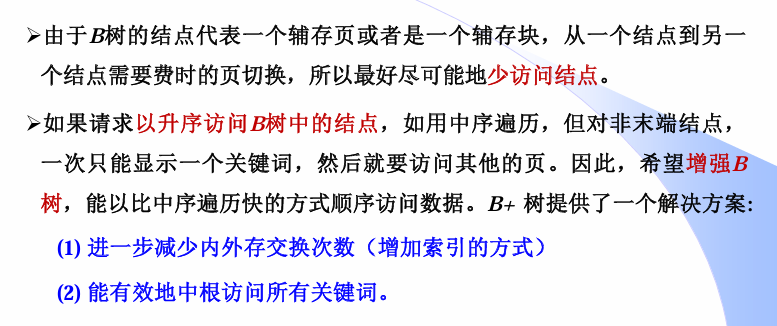 ➢由于B树的结点代表一个辅存页或者是一个辅存块，从一个结点到另一
个结点需要费时的页切换，所以最好尽可能地少访问结点。
➢如果请求以升序访问B树中的结点，如用中序遍历，但对非末端结点，
一次只能显示一个关键词，然后就要访问其他的页。因此，希望增强B
树，能以比中序遍历快的方式顺序访问数据。B+ 树提供了一个解决方案:
(1) 进一步减少内外存交换次数（增加索引的方式）
(2) 能有效地中根访问所有关键词。